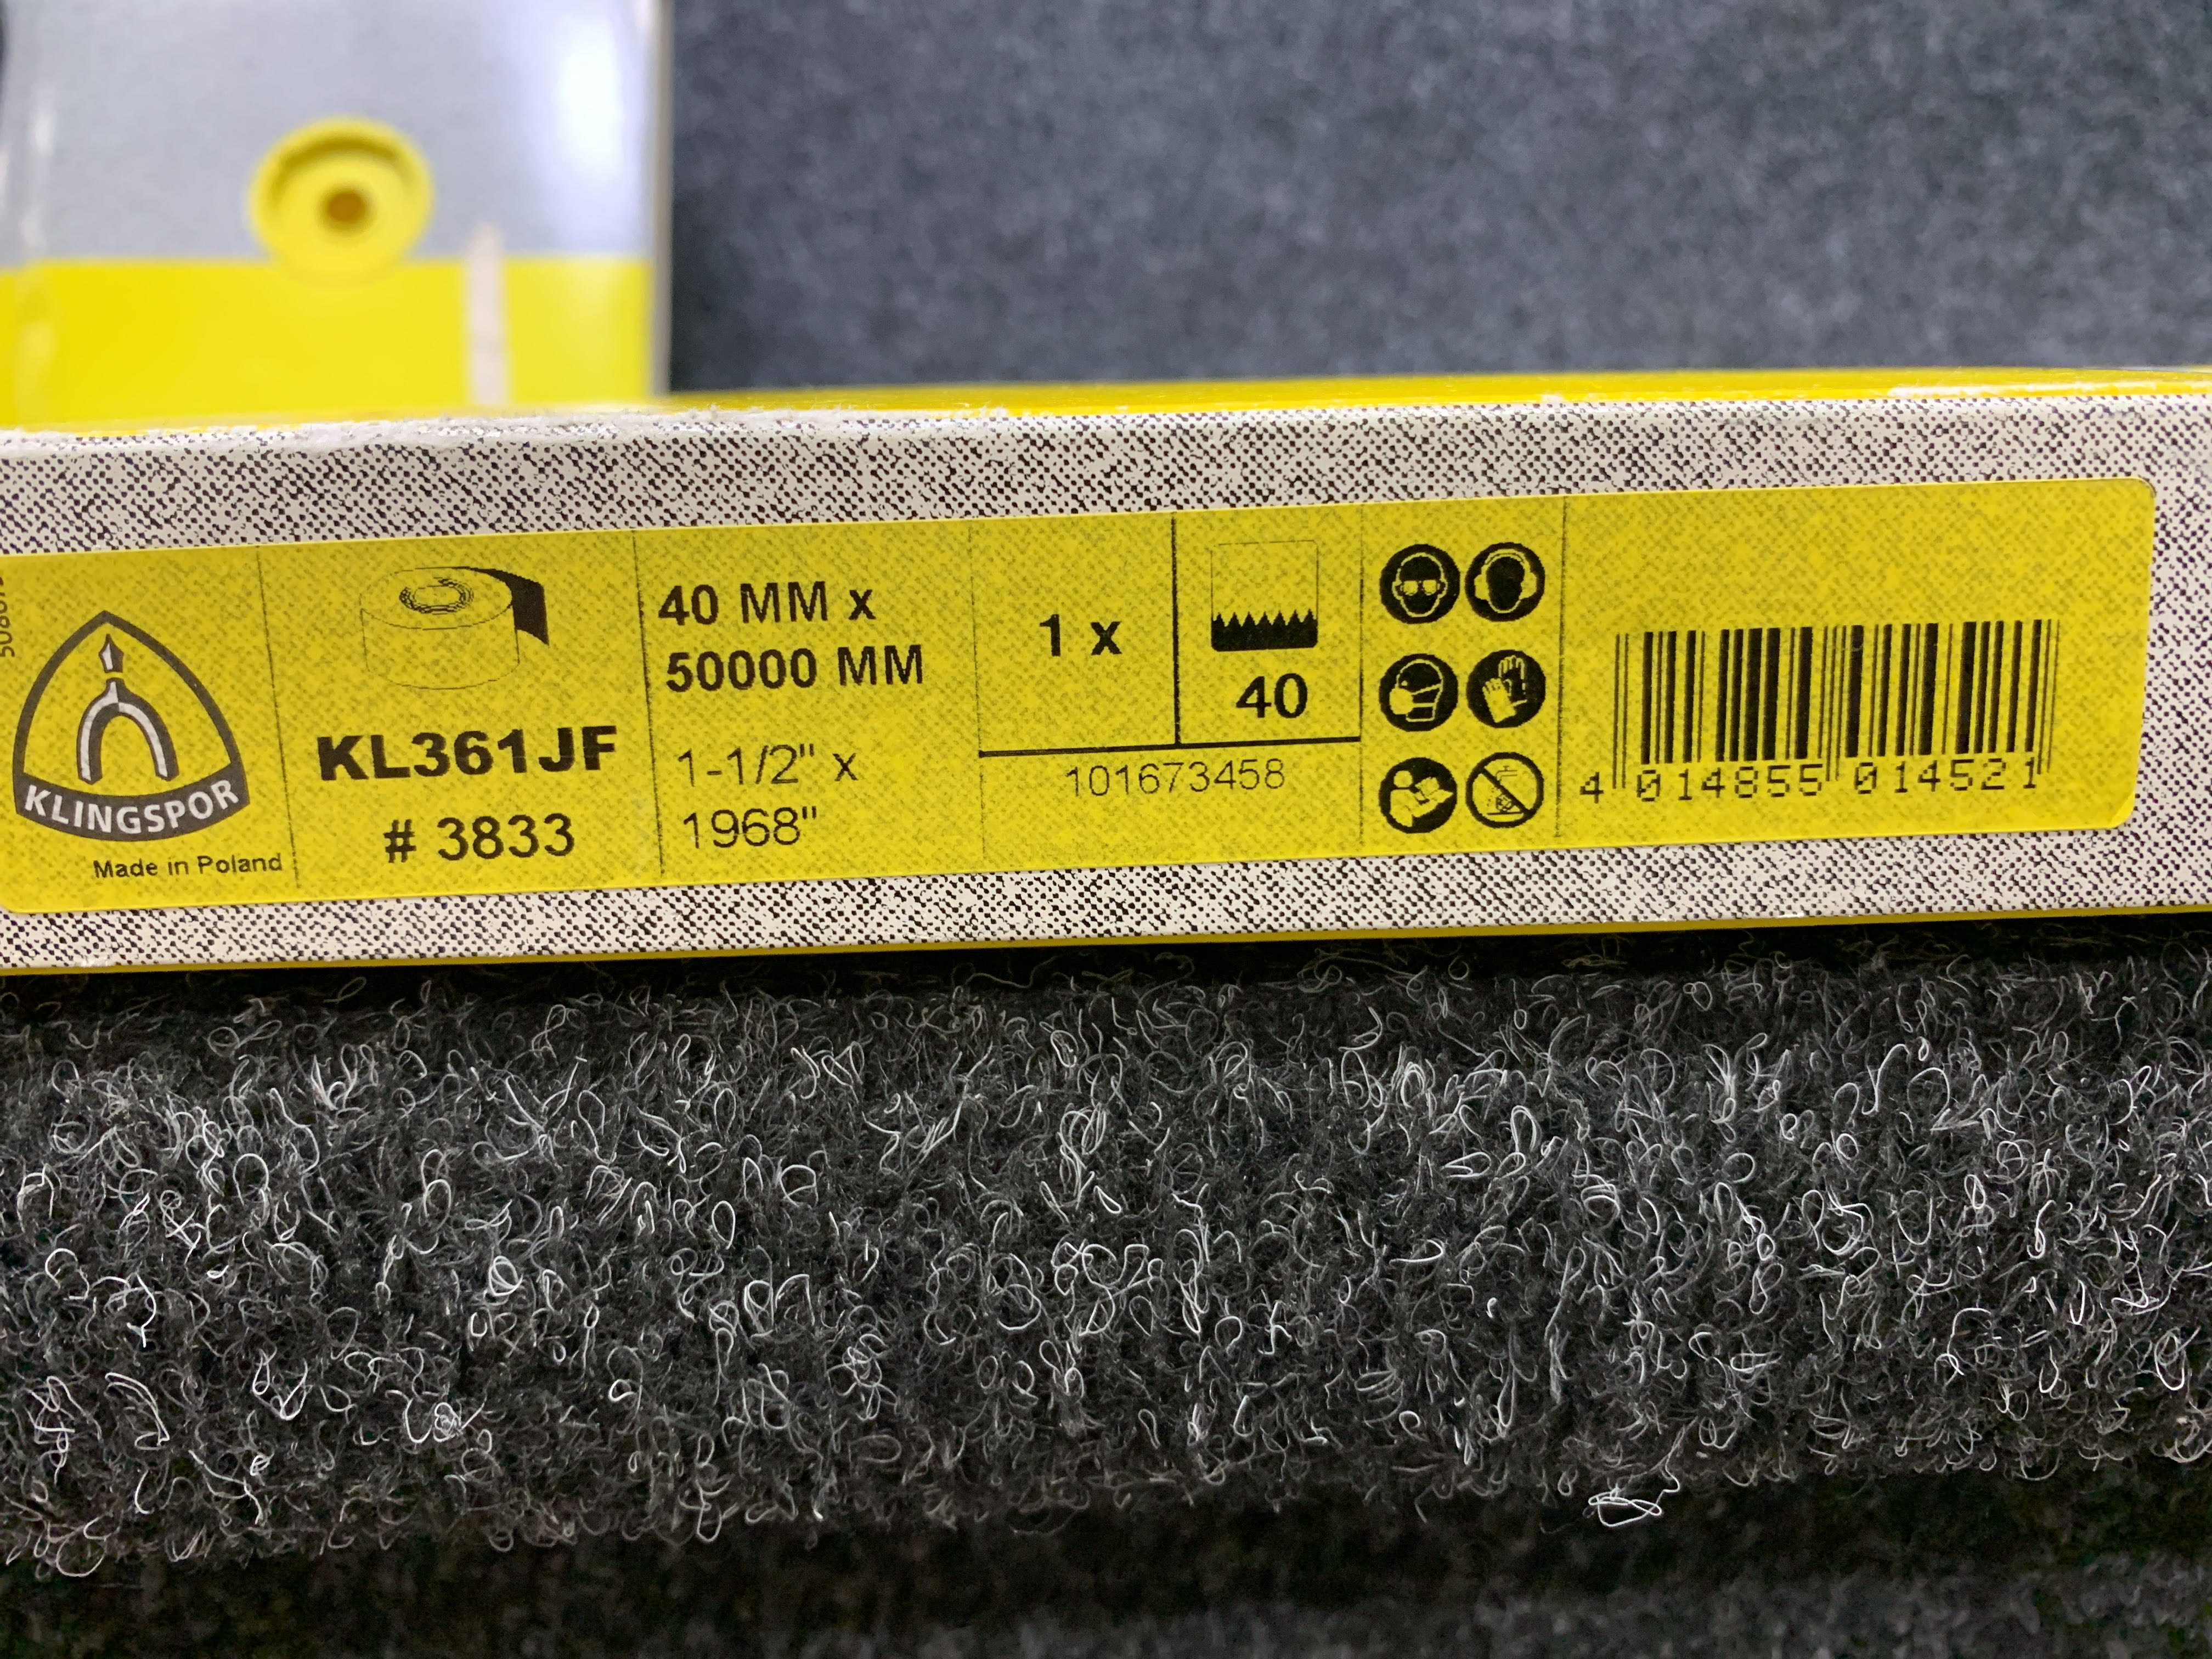 KLINGSPOR
Made in Poland
KL361JF
# 3833
40 MM x
50000 MM
1-1/2" x
1968"
1 x
40
101673458
4 014855 014521